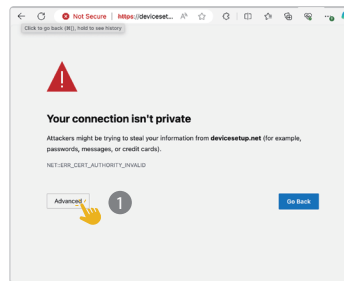 Not Secure | https://deviceset...
Click to go back (⌘[), hold to see history
Your connection isn't private
Attackers might be trying to steal your information from devicesetup.net (for example,
passwords, messages, or credit cards).
NET::ERR_CERT_AUTHORITY_INVALID
Advanced 1 Go Back